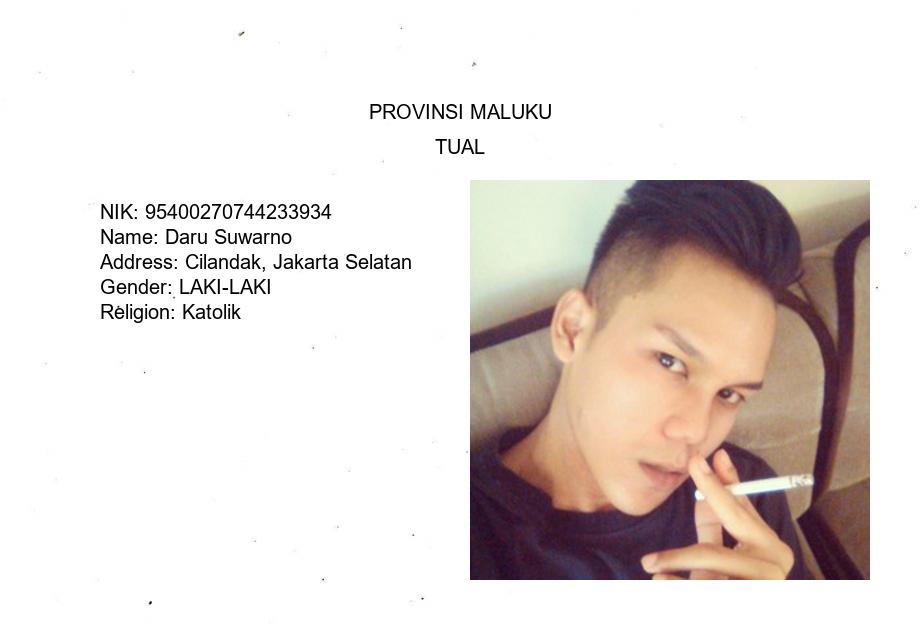 PROVINSI MALUKU
TUAL
NIK: 95400270744233934
Name: Daru Suwarno
Address: Cilandak, Jakarta Selatan
Gender: LAKI-LAKI
Religion: Katolik